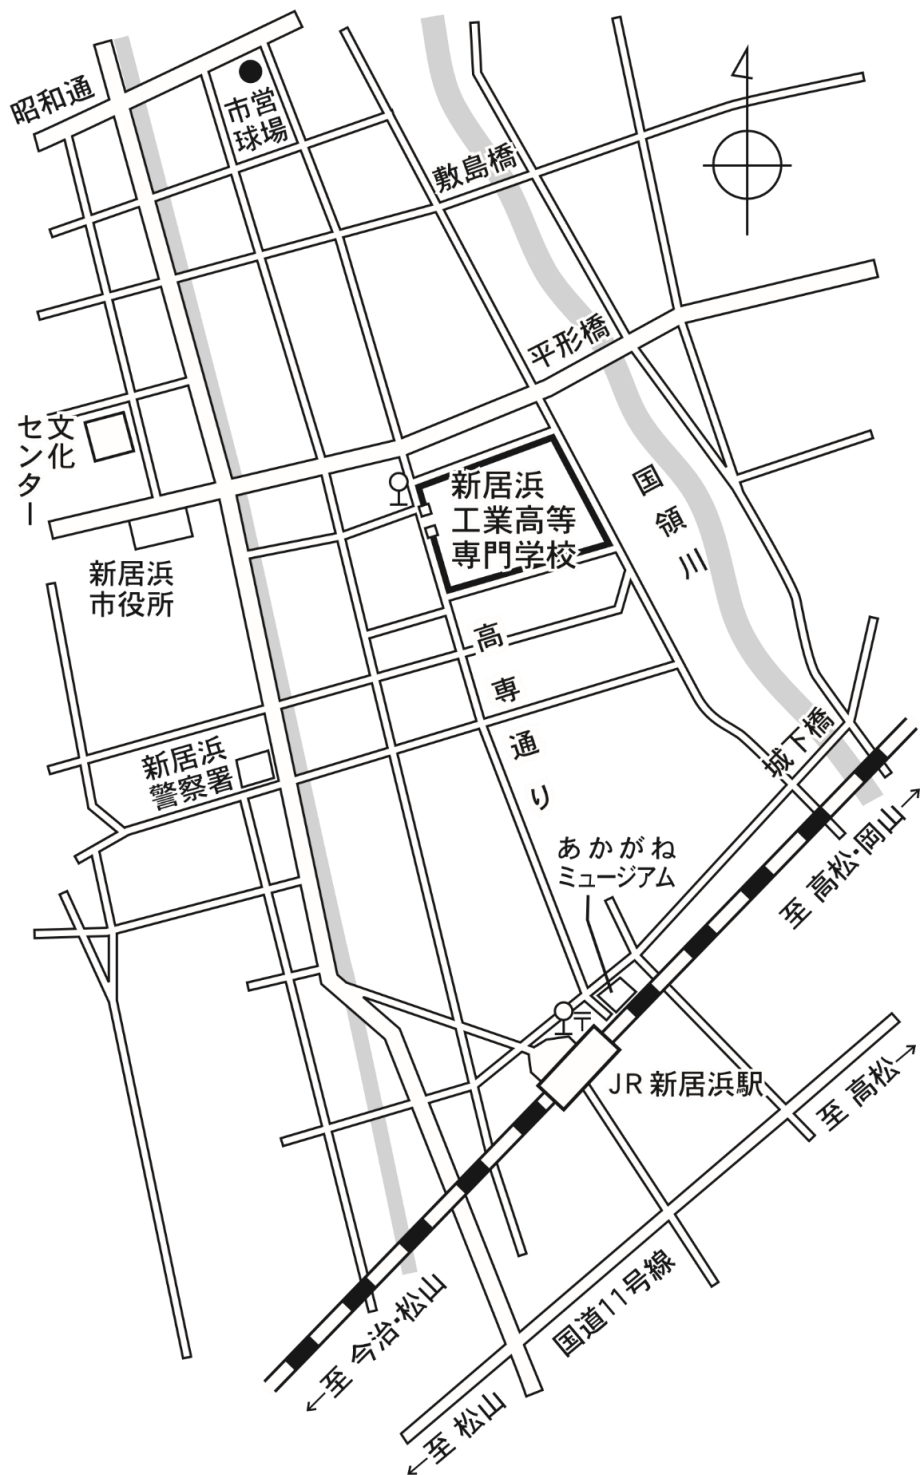 昭和通
市営
球場
敷島橋
平形橋
文化
センター
新居浜
工業高等
専門学校
国領川
新居浜
市役所
高専通り
新居浜
警察署
城下橋
あかがね
ミュージアム
至 高松・岡山→
〒
JR 新居浜駅
至 高松→
国道11号線
←至 今治・松山
←至 松山